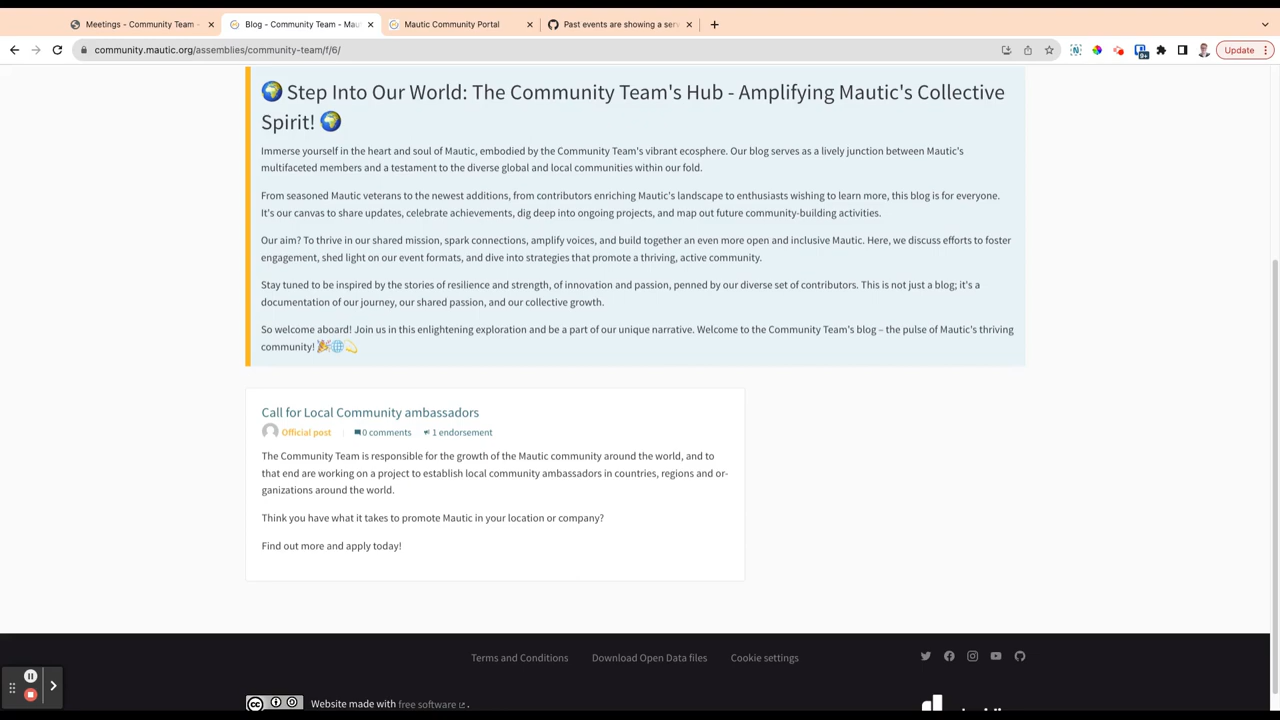 Meetings - Community Team -
Blog - Community Team - Mau
Mautic Community Portal
Past events are showing a serv
community.mautic.org/assemblies/community-team/f/6/
Update
Step Into Our World: The Community Team's Hub - Amplifying Mautic's Collective
Spirit!
Immerse yourself in the heart and soul of Mautic, embodied by the Community Team's vibrant ecosphere. Our blog serves as a lively junction between Mautic's
multifaceted members and a testament to the diverse global and local communities within our fold.
From seasoned Mautic veterans to the newest additions, from contributors enriching Mautic's landscape to enthusiasts wishing to learn more, this blog is for everyone.
It's our canvas to share updates, celebrate achievements, dig deep into ongoing projects, and map out future community-building activities.
Our aim? To thrive in our shared mission, spark connections, amplify voices, and build together an even more open and inclusive Mautic. Here, we discuss efforts to foster
engagement, shed light on our event formats, and dive into strategies that promote a thriving, active community.
Stay tuned to be inspired by the stories of resilience and strength, of innovation and passion, penned by our diverse set of contributors. This is not just a blog; it's a
documentation of our journey, our shared passion, and our collective growth.
So welcome aboard! Join us in this enlightening exploration and be a part of our unique narrative. Welcome to the Community Team's blog – the pulse of Mautic's thriving
community!
Call for Local Community ambassadors
Official post
0 comments
1 endorsement
The Community Team is responsible for the growth of the Mautic community around the world, and to
that end are working on a project to establish local community ambassadors in countries, regions and or-
ganizations around the world.
Think you have what it takes to promote Mautic in your location or company?
Find out more and apply today!
Terms and Conditions
Download Open Data files
Cookie settings
Website made with free software.